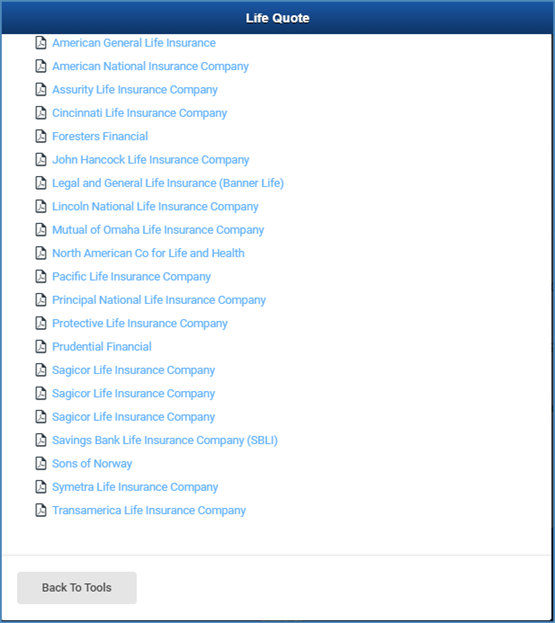 Life Quote
American General Life Insurance
American National Insurance Company
Assurity Life Insurance Company
Cincinnati Life Insurance Company
Foresters Financial
John Hancock Life Insurance Company
Legal and General Life Insurance (Banner Life)
Lincoln National Life Insurance Company
Mutual of Omaha Life Insurance Company
North American Co for Life and Health
Pacific Life Insurance Company
Principal National Life Insurance Company
Protective Life Insurance Company
Prudential Financial
Sagicor Life Insurance Company
Sagicor Life Insurance Company
Sagicor Life Insurance Company
Savings Bank Life Insurance Company (SBLI)
Sons of Norway
Symetra Life Insurance Company
Transamerica Life Insurance Company
Back To Tools